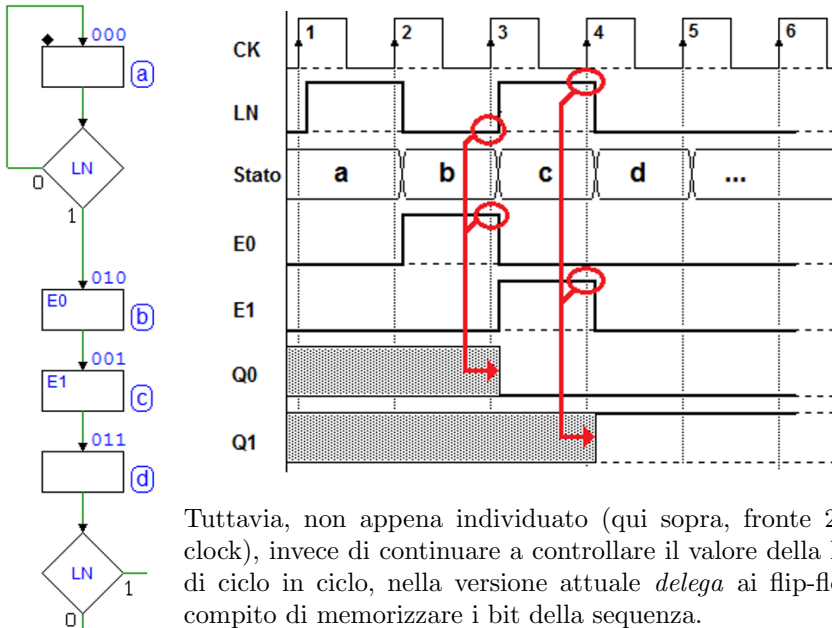 000
a
LN
0
1
010
E0
b
001
E1
c
011
d
LN
1
0
CK
1 2 3 4 5 6
LN
Stato
a b c d ...
E0
E1
Q0
Q1
Tuttavia, non appena individuato (qui sopra, fronte 2
clock), invece di continuare a controllare il valore della
di ciclo in ciclo, nella versione attuale delega ai flip-flo
compito di memorizzare i bit della sequenza.